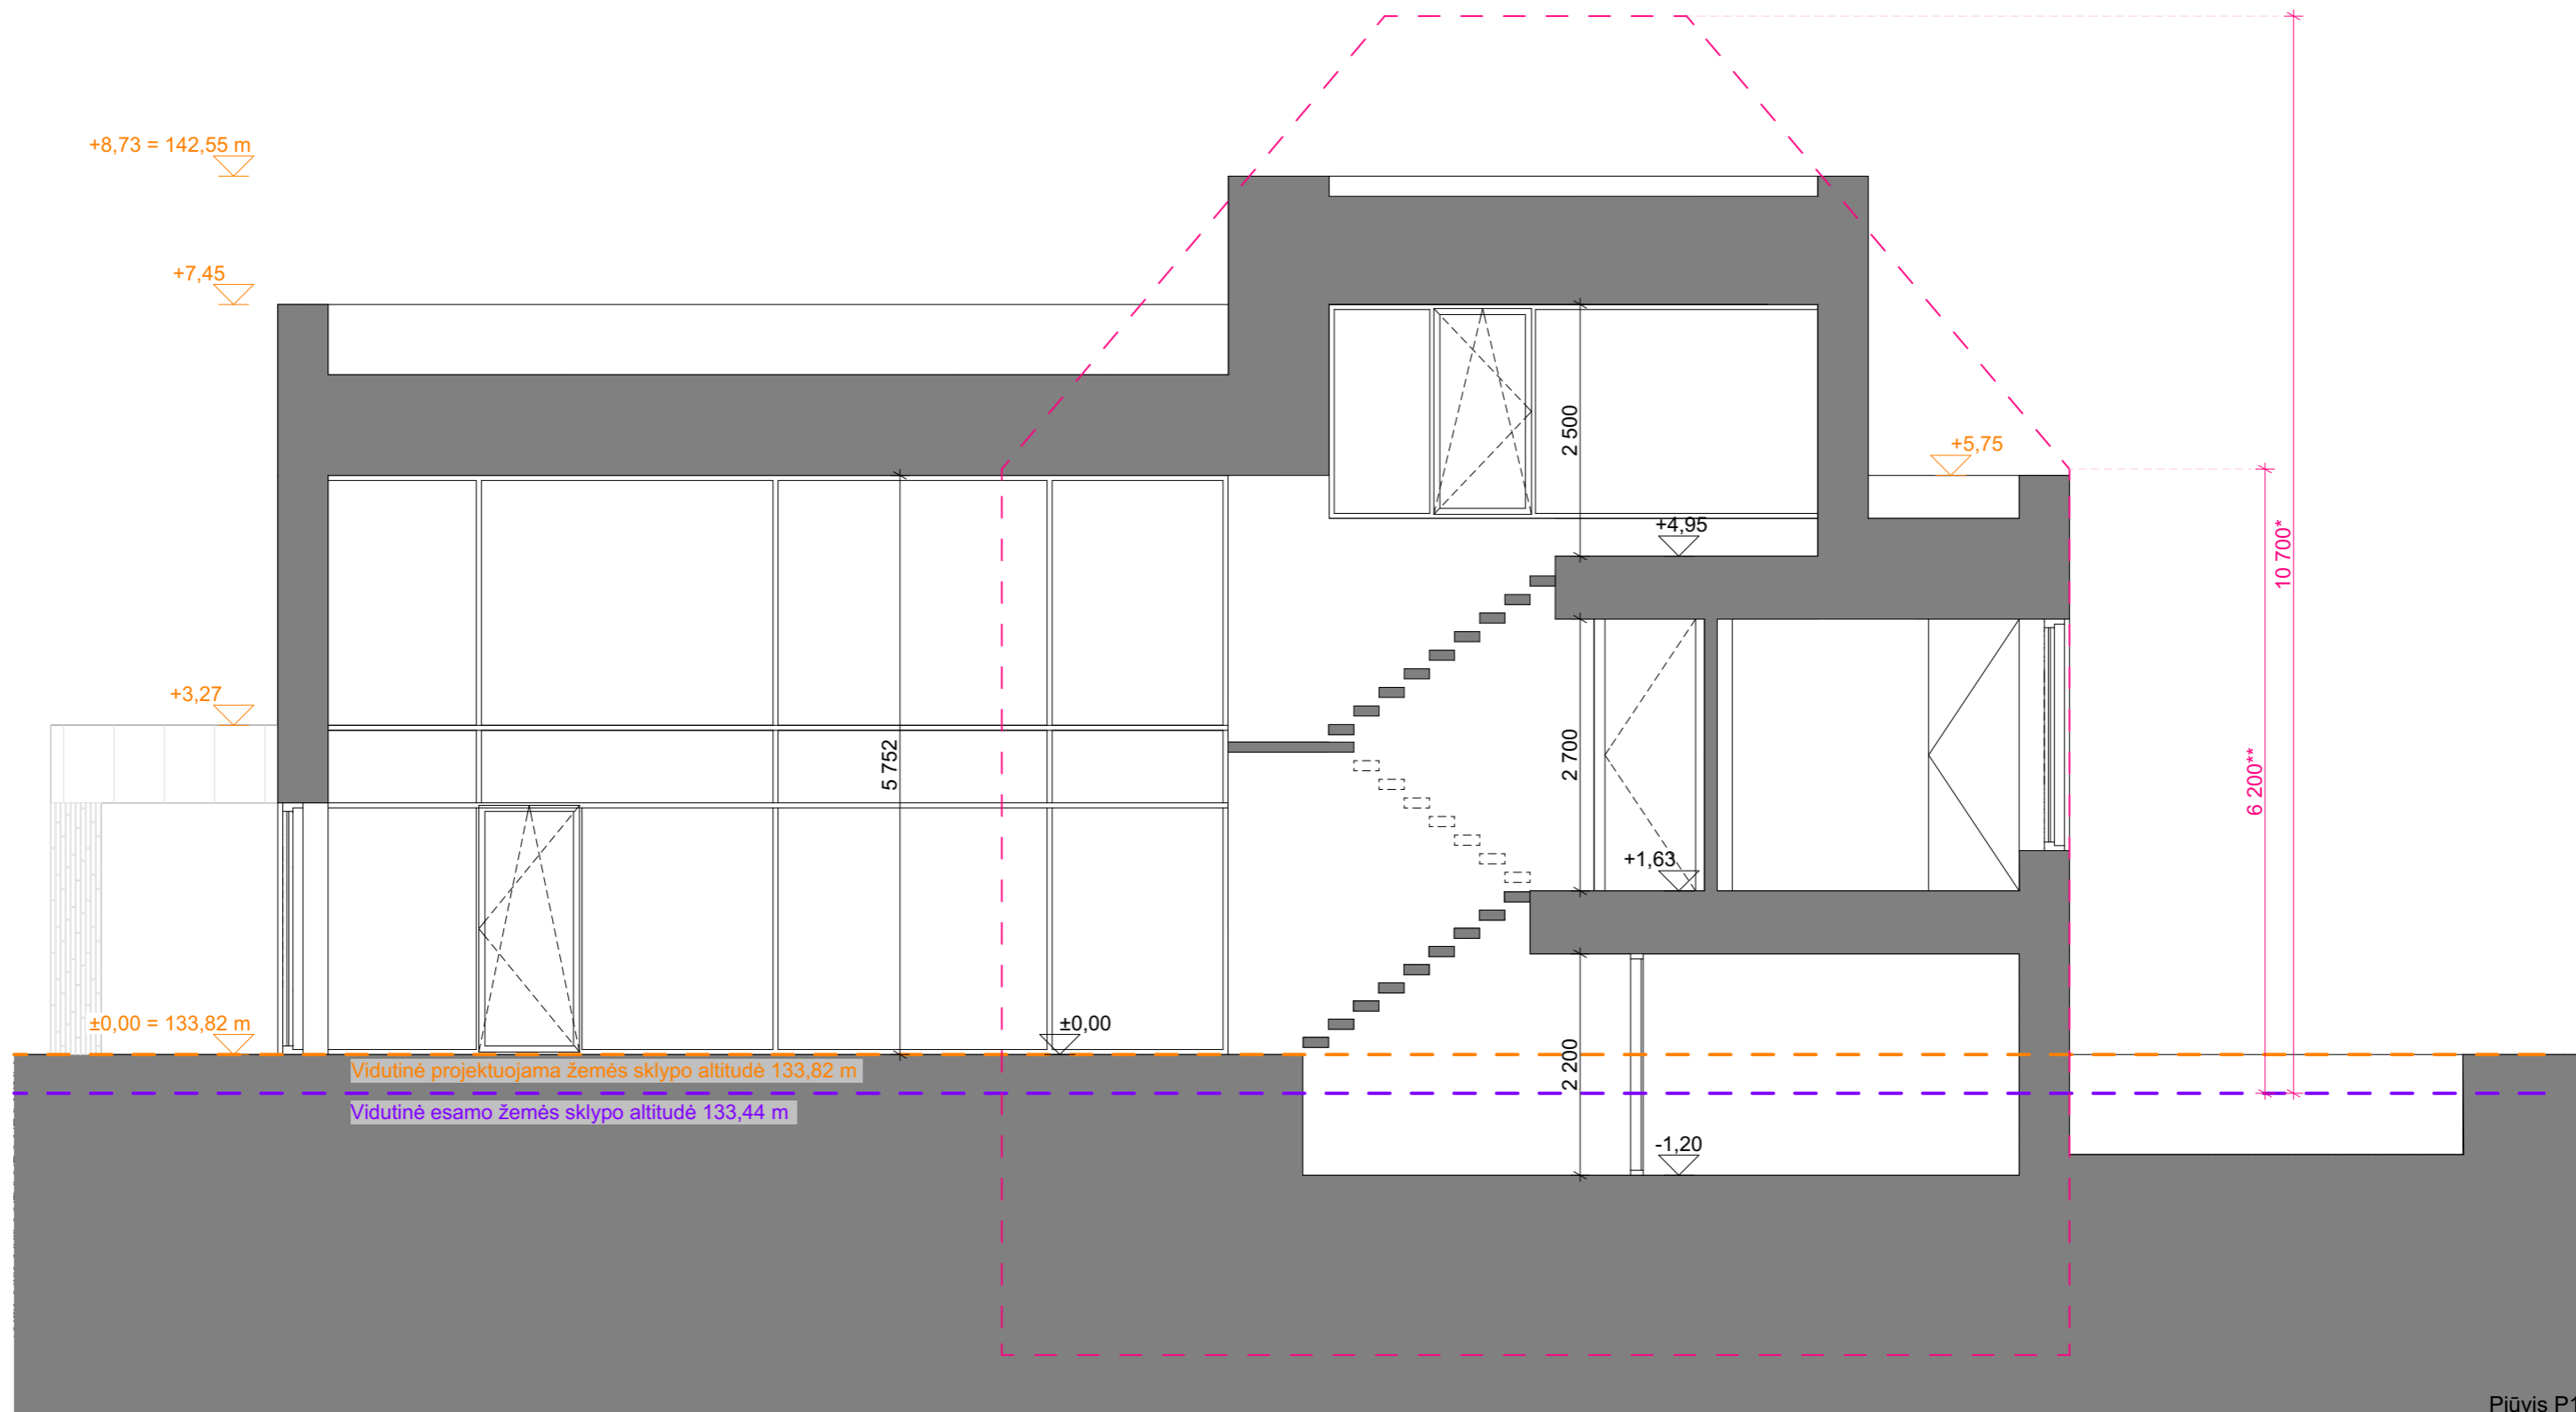 +8,73 = 142,55 m
+7,45
+5,75
2 500
+4,95
10 700*
+3,27
5 752
2 700
6 200**
+1,63
±0,00 = 133,82 m
±0,00
Vidutinė projektuojama žemės sklypo altitudė 133,82 m
2 200
Vidutinė esamo žemės sklypo altitudė 133,44 m
-1,20
Piūvis P1